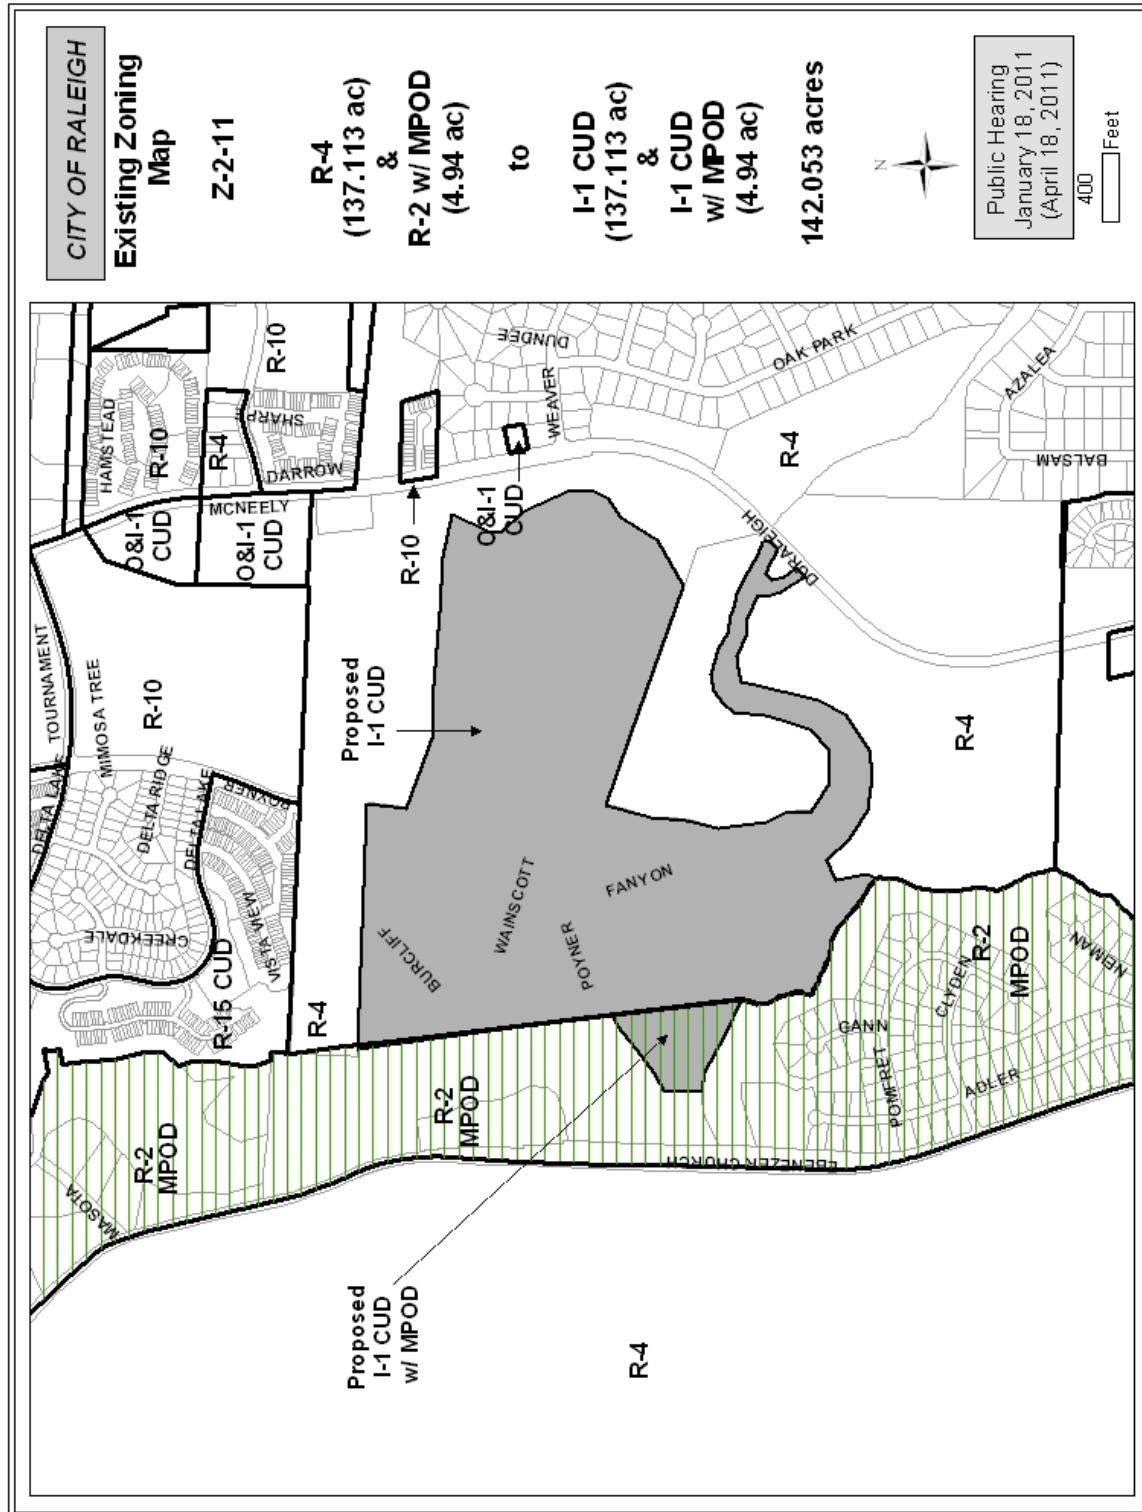 CITY OF RALEIGH
Existing Zoning
Map
Z-2-11
R-4
(137.113 ac)
&
R-2 w/ MPOD
(4.94 ac)
to
I-1 CUD
(137.113 ac)
&
I-1 CUD
w/ MPOD
(4.94 ac)
142.053 acres
N
Public Hearing
January 18, 2011
(April 18, 2011)
400
Feet
DELTA LAKE
TOURNAMENT
MIMOSA TREE
DELTA RIDGE
DELTA LAKE
POYNER
CREEKDALE
VISTA VIEW
R-15 CUD
R-10
HAMSTEAD
R-10
R-4
SHARPE
R-10
DARROW
MCNEELY
O&I-1
CUD
O&I-1
CUD
R-10
O&I-1
CUD
WEAVER
DUNDEE
OAK PARK
R-4
AZALEA
BALSAM
DURALEIGH
R-4
Proposed
I-1 CUD
BURCLIFF
WAINSCOTT
POYNER
FANYON
R-4
R-2
MPOD
MASOTA
R-2
MPOD
EBENEZER CHURCH
R-2
MPOD
GANN
POMFRET
CLYDEN
ADLER
NEIMAN
Proposed
I-1 CUD
w/ MPOD
R-4